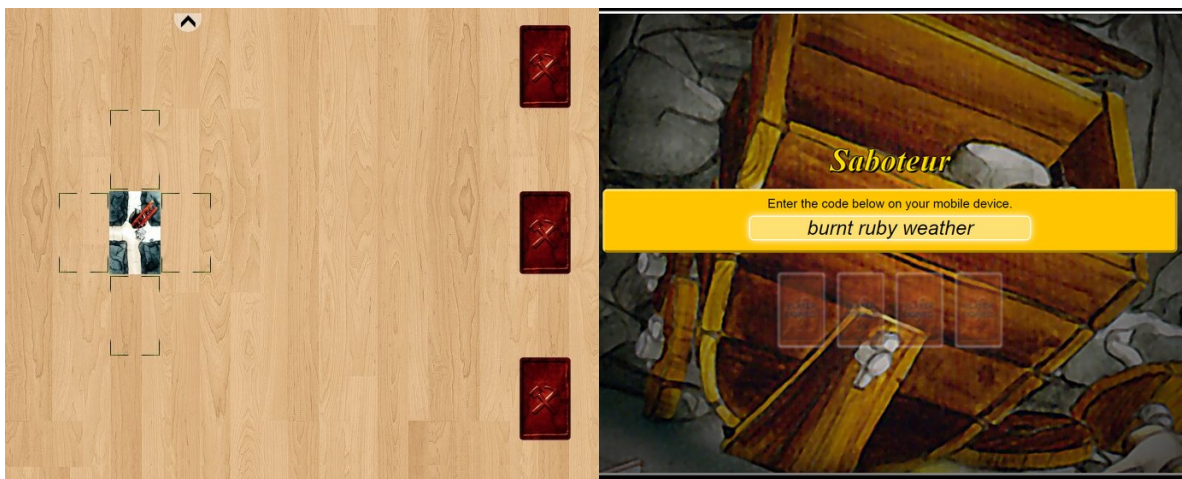 Saboteur
Enter the code below on your mobile device.
burnt ruby weather